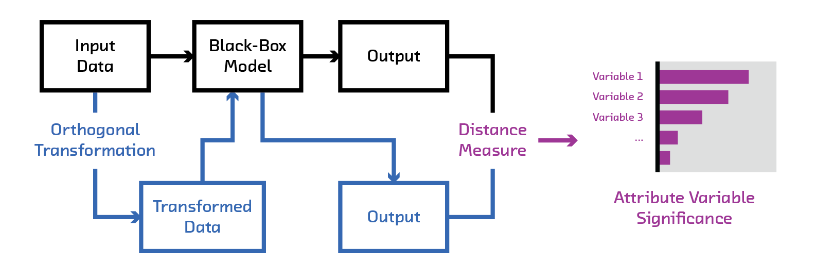 Input
Data
Black-Box
Model
Output
Orthogonal
Transformation
Transformed
Data
Output
Distance
Measure
Variable 1
Variable 2
Variable 3
...
Attribute Variable
Significance